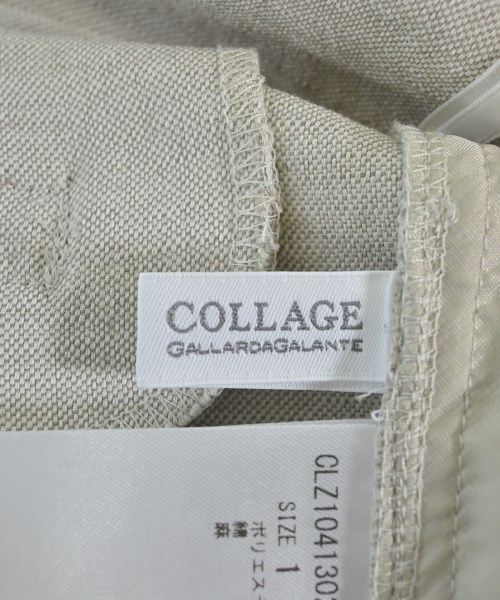 COLLAGE
GALLARDAGALANTE
CLZ104130
SIZE 1
ポリエス
綿
麻